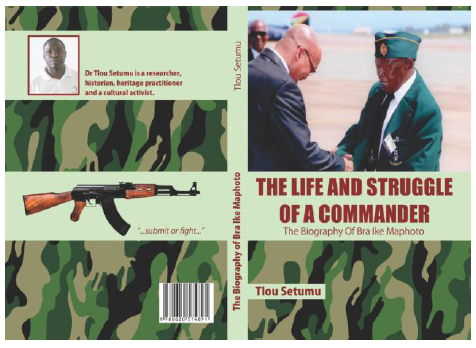 Dr Tlou Setumu is a researcher,
historian, heritage practitioner
and a cultural activist.
"...submit or fight..."
The Biography Of Bra Ike Maphoto
Tlou Setumu
THE LIFE AND STRUGGLE
OF A COMMANDER
The Biography Of Bra Ike Maphoto
Tlou Setumu